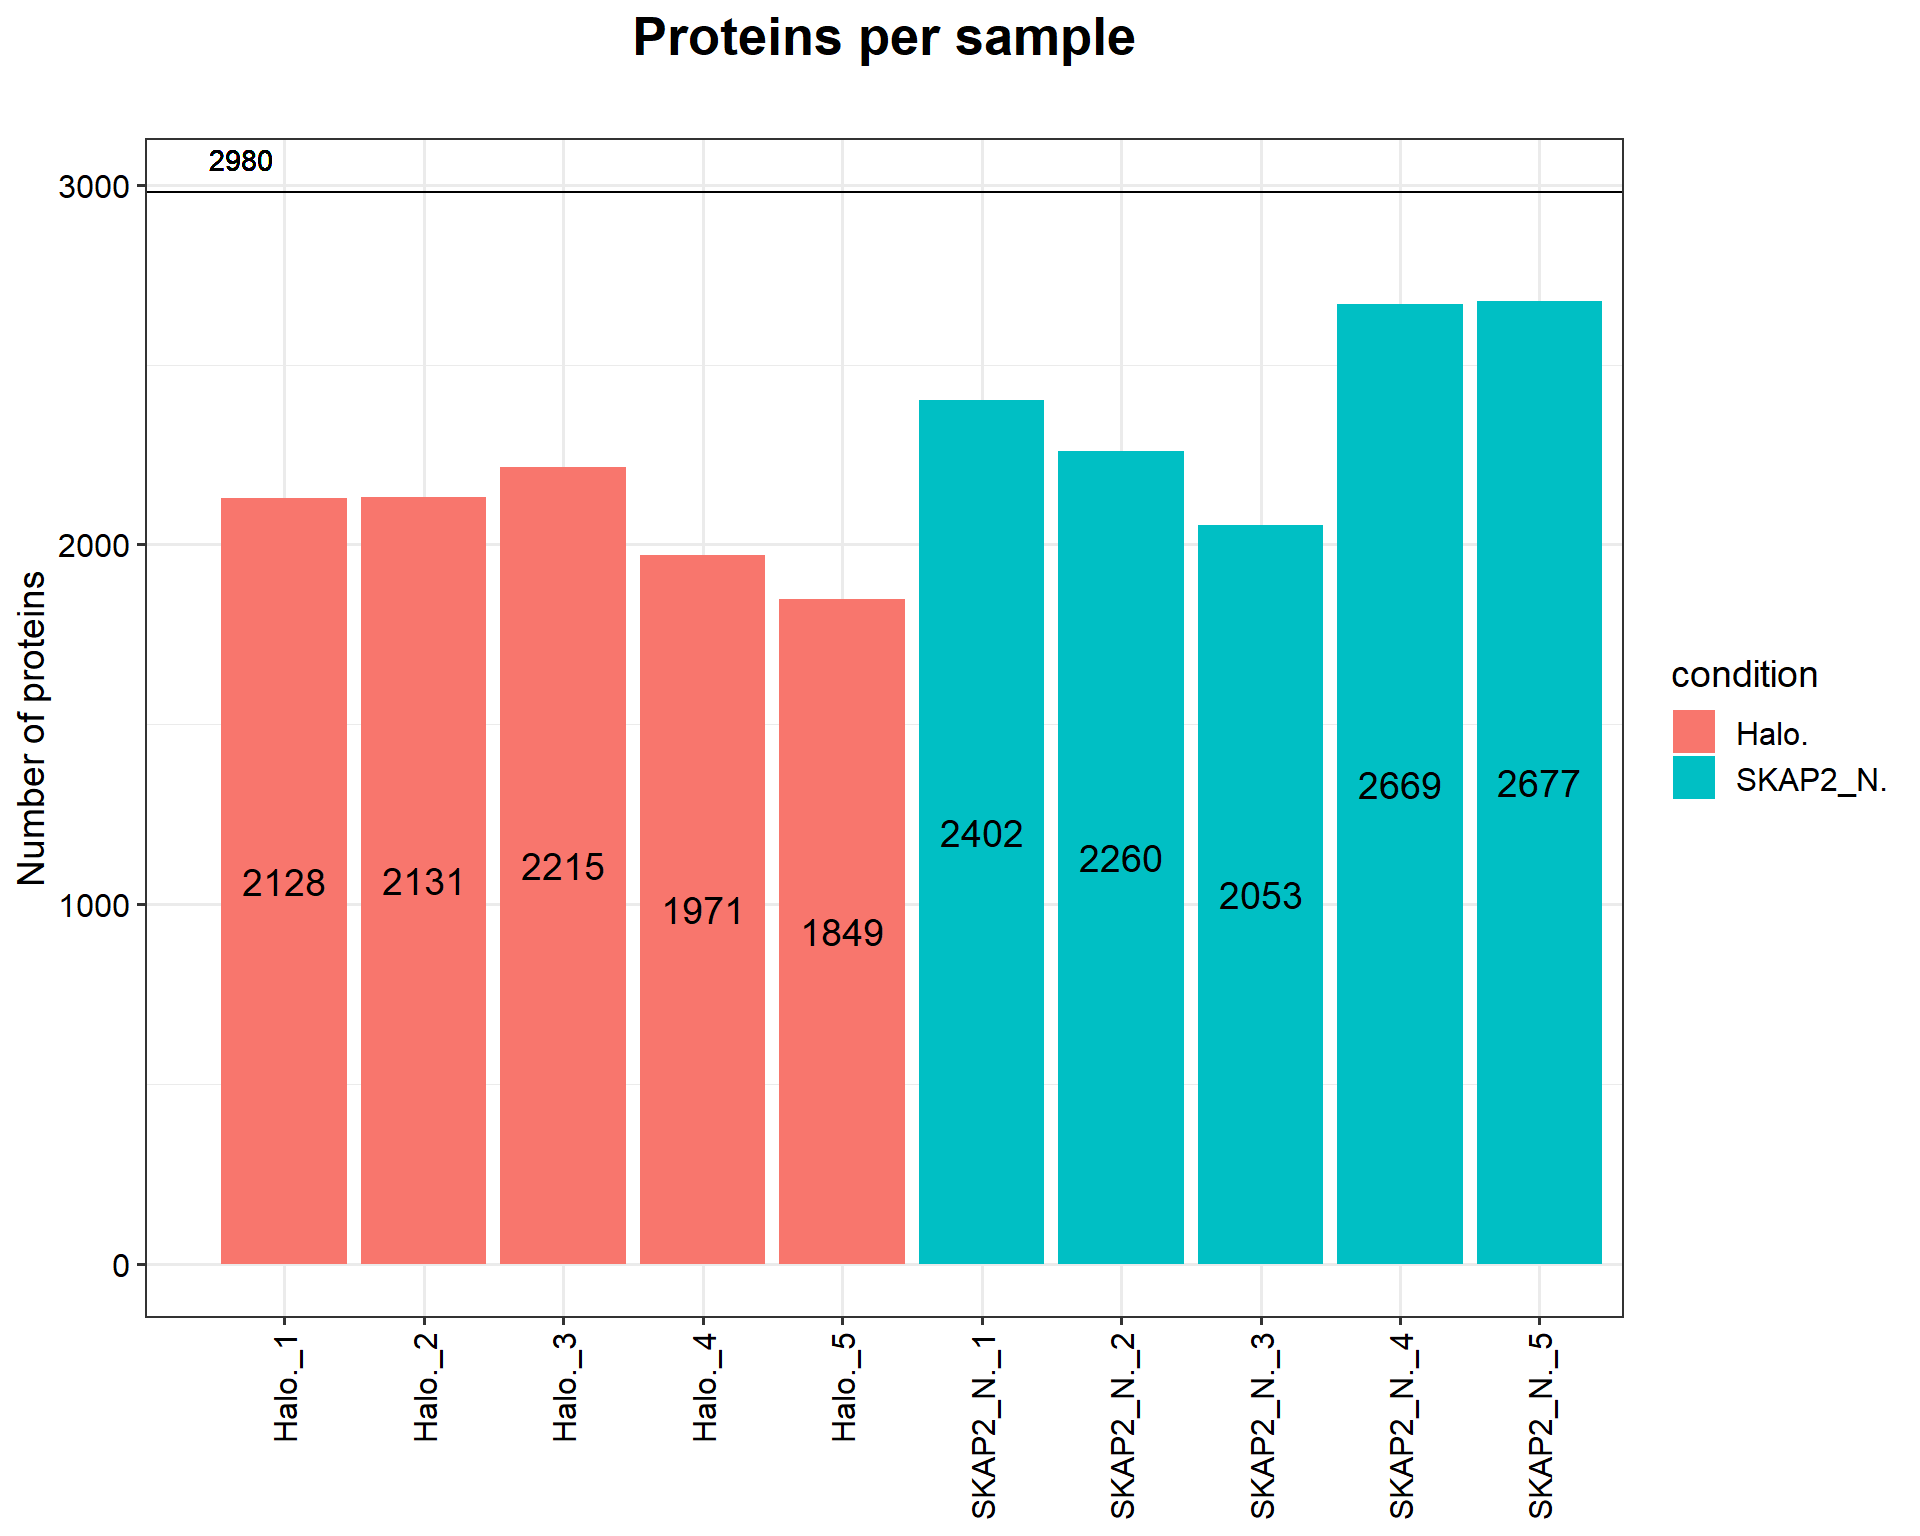 Proteins per sample
2980
3000
2000
1000
0
Number of proteins
2128
2131
2215
1971
1849
2402
2260
2053
2669
2677
Halo._1
Halo._2
Halo._3
Halo._4
Halo._5
SKAP2_N._1
SKAP2_N._2
SKAP2_N._3
SKAP2_N._4
SKAP2_N._5
condition
Halo.
SKAP2_N.